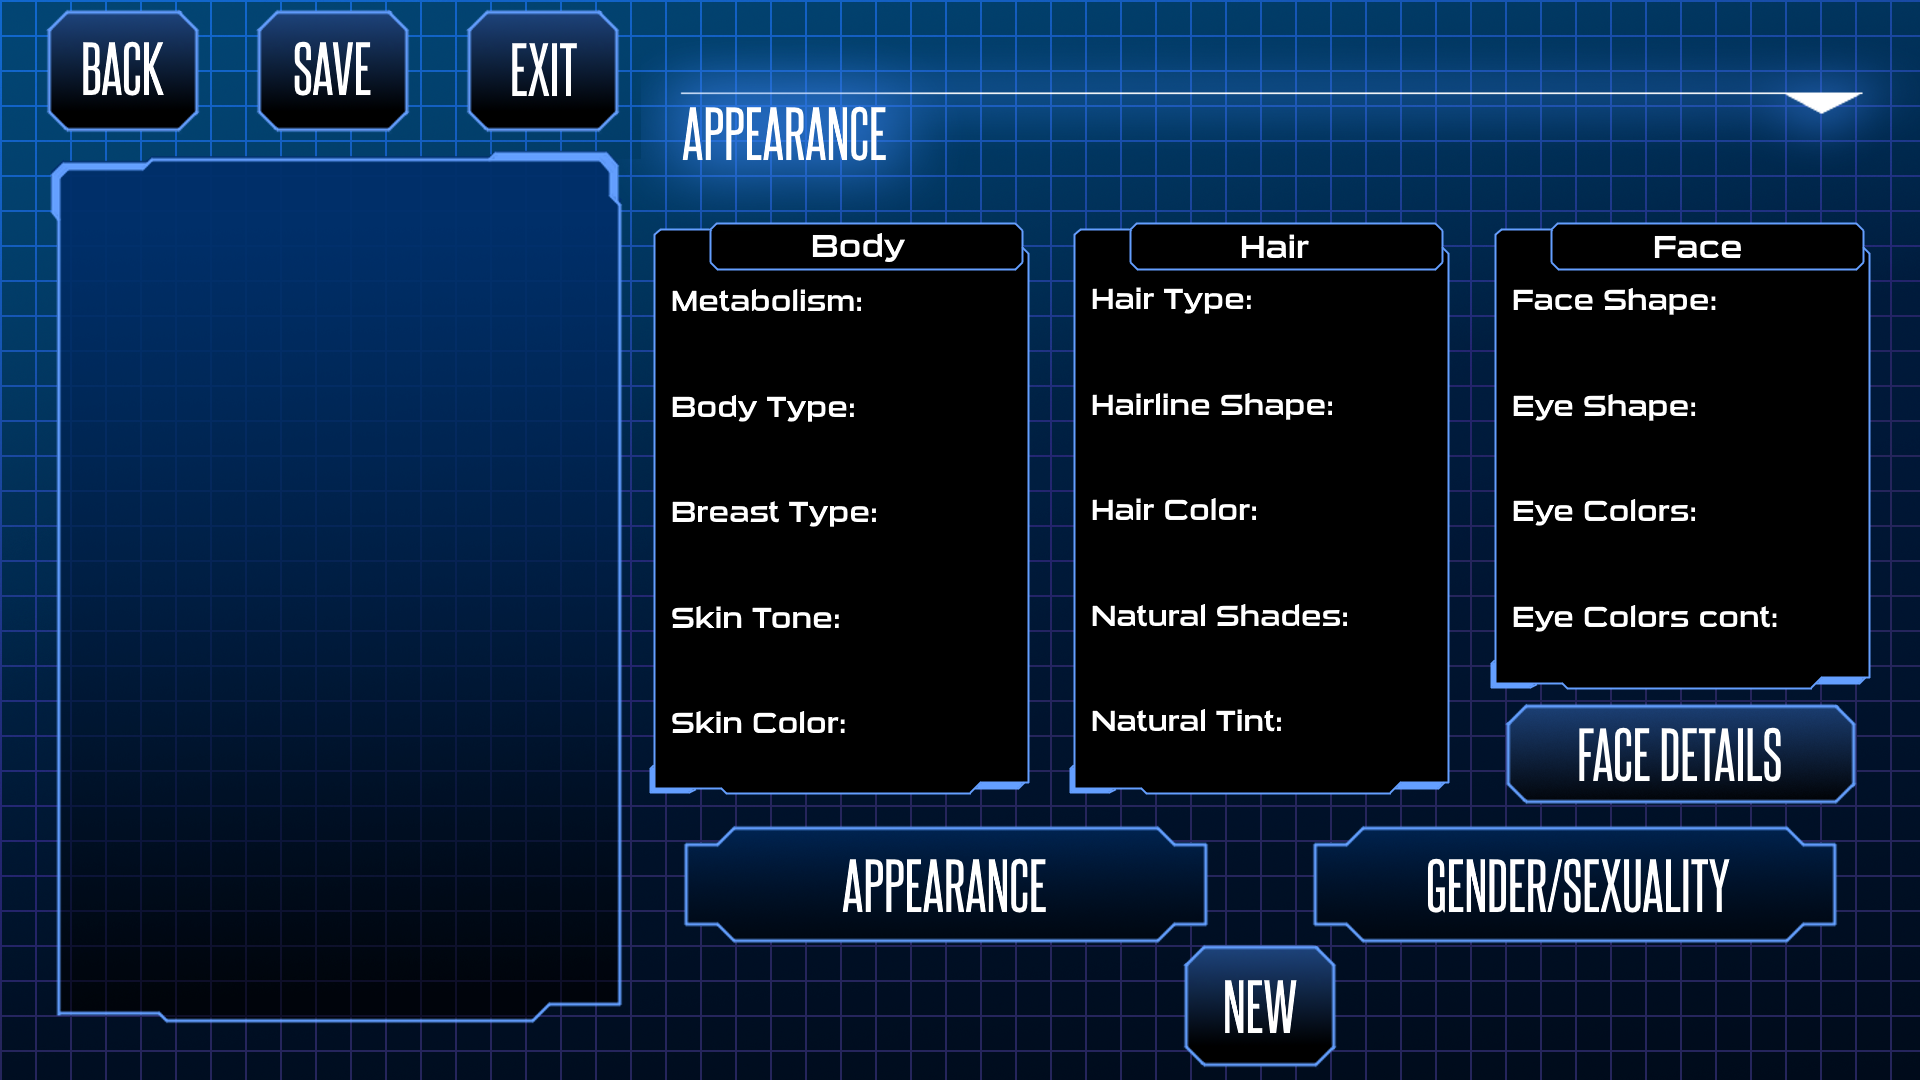 BACK
SAVE
EXIT
APPEARANCE
Body
Metabolism:
Body Type:
Breast Type:
Skin Tone:
Skin Color:
Hair
Hair Type:
Hairline Shape:
Hair Color:
Natural Shades:
Natural Tint:
Face
Face Shape:
Eye Shape:
Eye Colors:
Eye Colors cont:
FACE DETAILS
APPEARANCE
GENDER/SEXUALITY
NEW